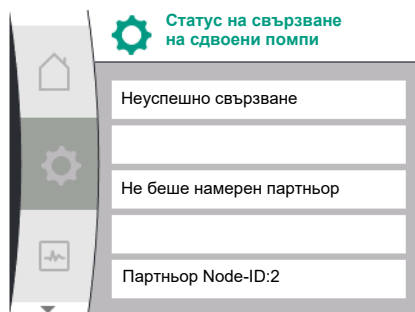 Статус на свързване
на сдвоени помпи
Неуспешно свързване
Не беше намерен партньор
Партньор Node-ID:2